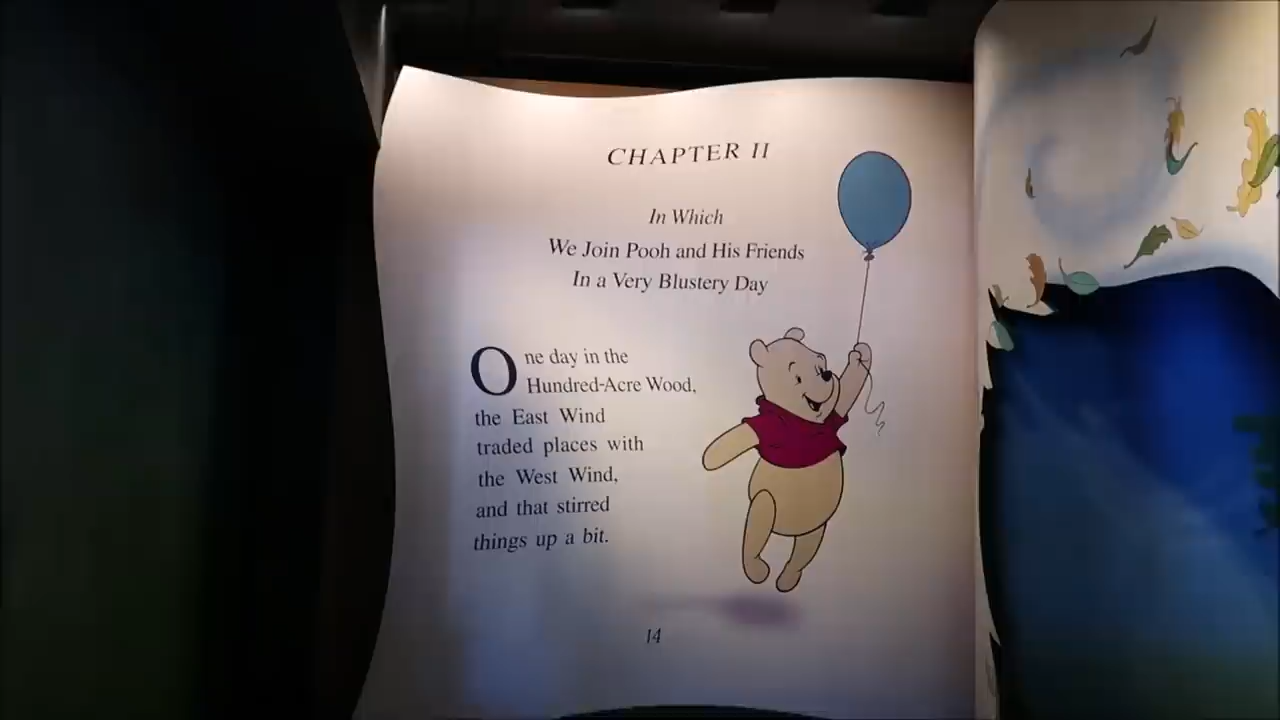 CHAPTER II
In Which
We Join Pooh and His Friends
In a Very Blustery Day
One day in the
Hundred-Acre Wood,
the East Wind
traded places with
the West Wind,
and that stirred
things up a bit.
14